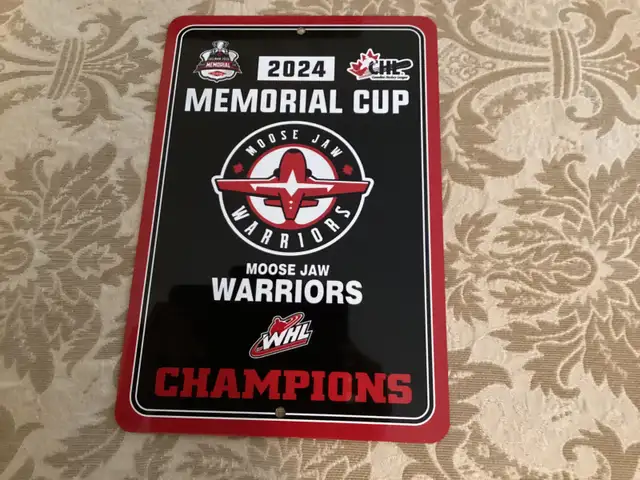 MEMORIAL
2024
CHL
MEMORIAL CUP
MOOSE JAW
WARRIORS
MOOSE JAW
WARRIORS
WHL
CHAMPIONS